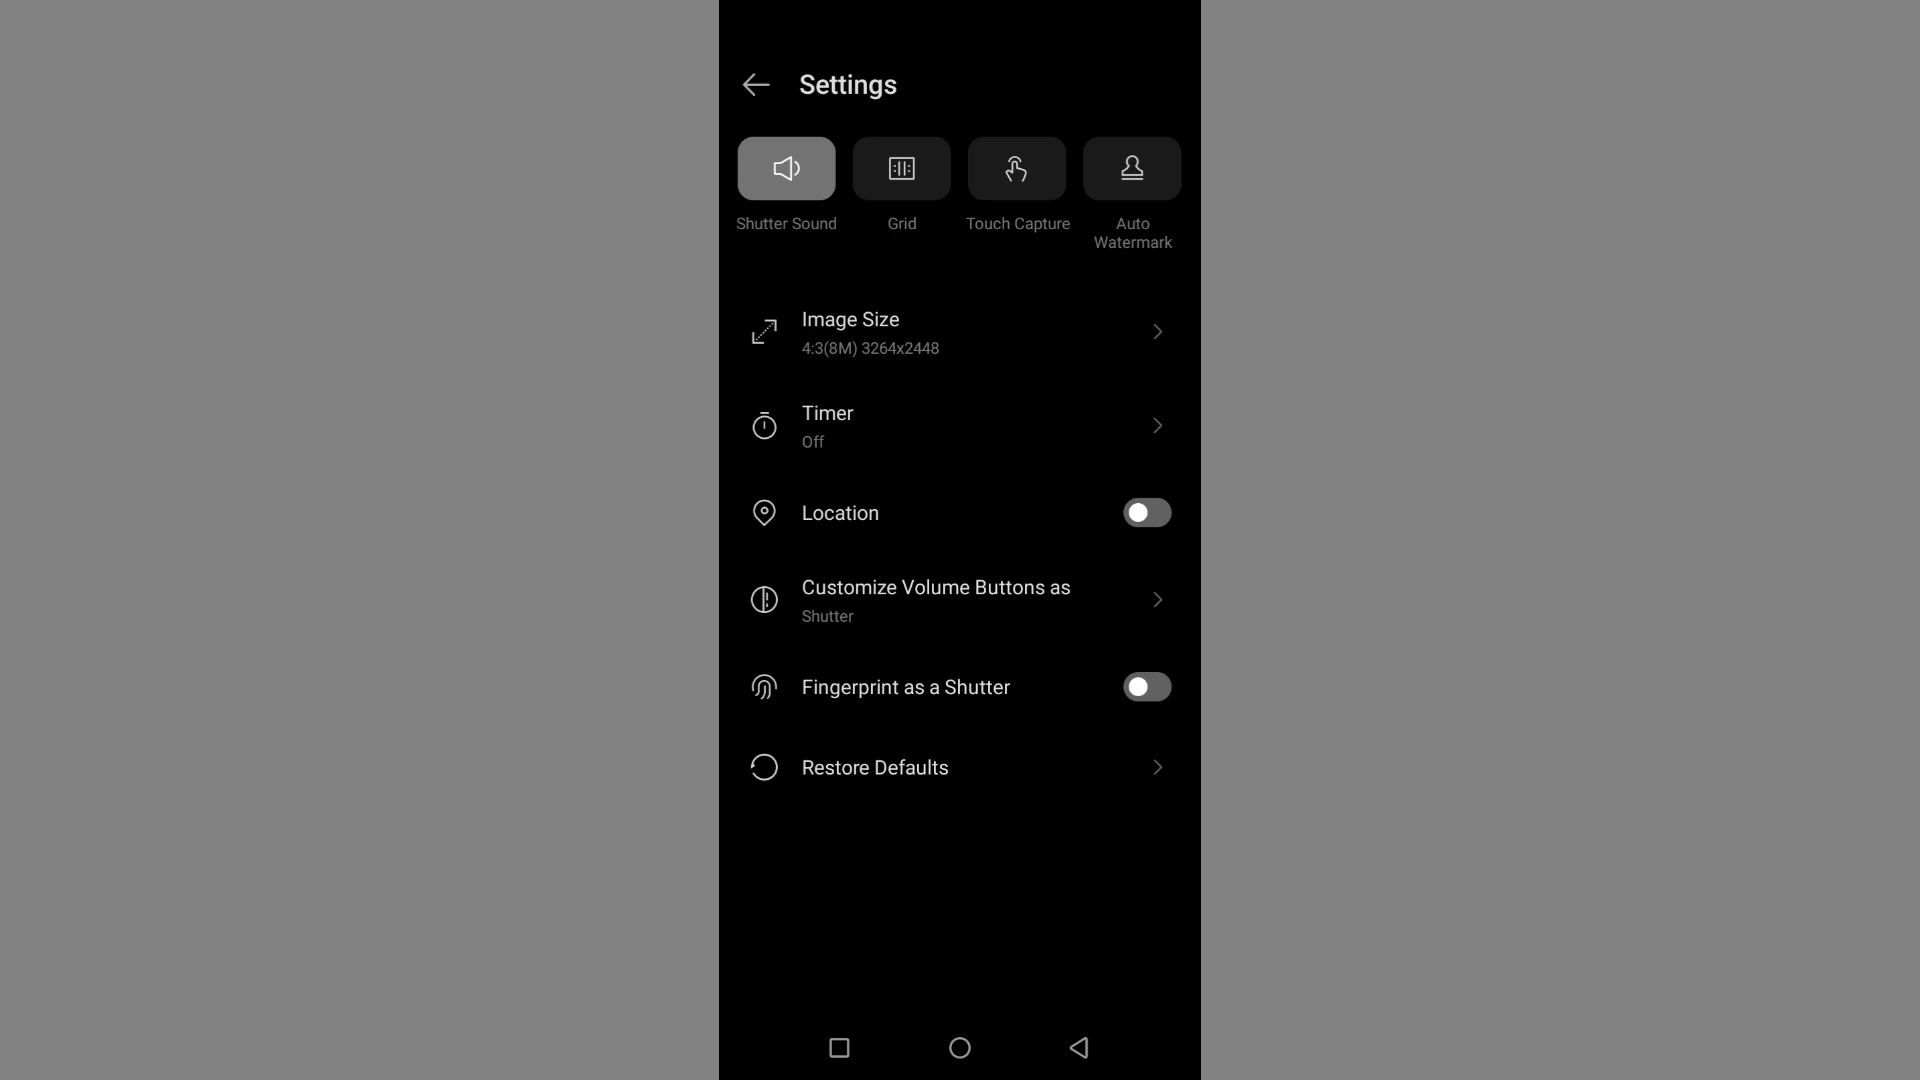 Settings
Shutter Sound
Grid
Touch Capture
Auto
Watermark
Image Size
4:3(8M) 3264x2448
Timer
Off
Location
Customize Volume Buttons as
Shutter
Fingerprint as a Shutter
Restore Defaults